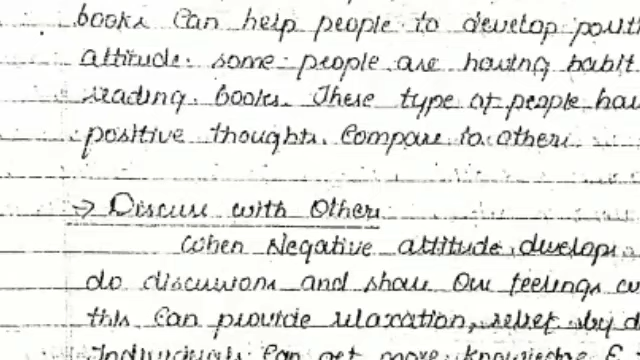 books Can help people to develop positi
attitude. some people are having habit
reading books. These type of people hav
positive thoughts. Compare to others.
→ Discuss with Others
When Negative attitude develops
do discussions and share Our feelings
this Can provide relaxation, relief by d
Individuals Can get more knowledge &